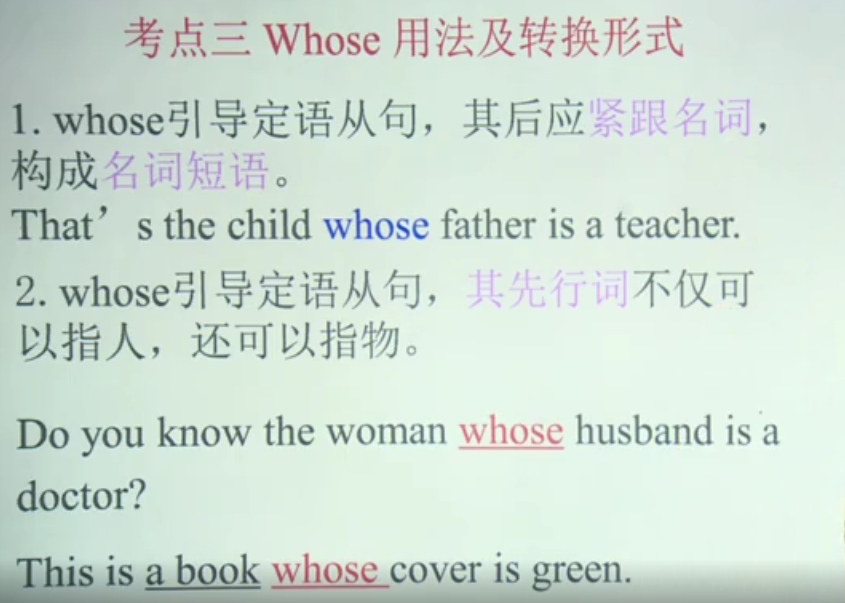 考点三 Whose 用法及转换形式
1. whose引导定语从句，其后应紧跟名词，
构成名词短语。
That’s the child whose father is a teacher.
2. whose引导定语从句，其先行词不仅可
以指人，还可以指物。
Do you know the woman whose husband is a
doctor?
This is a book whose cover is green.